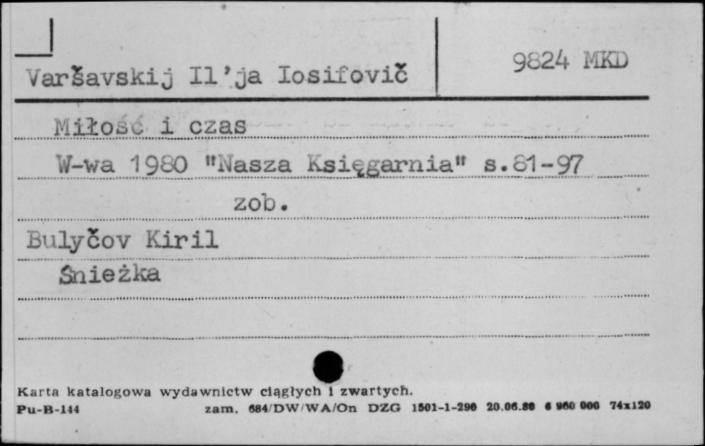 Varšavskij Il'ja Iosifovič
9824 MKD
Miłość i czas
W-wa 1980 "Nasza Księgarnia" s.81-97
zob.
Bulyčov Kiril
Śnieżka
Karta katalogowa wydawnictw ciągłych i zwartych.
Pu-B-144 zam. 684/DW/WA/On DZG 1501-1-296 20.06.80 6 960 000 74x120